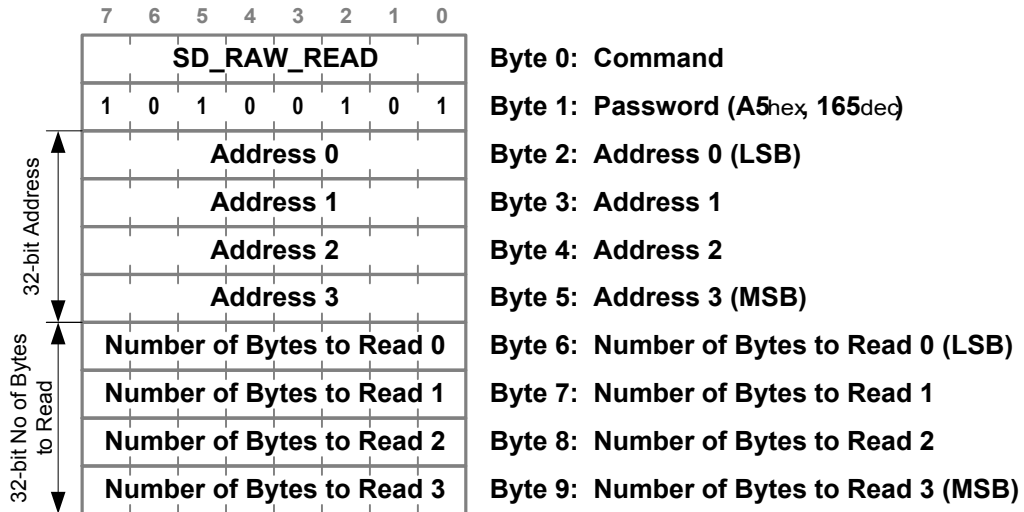 7 6 5 4 3 2 1 0
SD_RAW_READ Byte 0: Command
1 0 1 0 0 1 0 1 Byte 1: Password (A5hex, 165dec)
Address 0 Byte 2: Address 0 (LSB)
Address 1 Byte 3: Address 1
Address 2 Byte 4: Address 2
Address 3 Byte 5: Address 3 (MSB)
32-bit Address
Number of Bytes to Read 0 Byte 6: Number of Bytes to Read 0 (LSB)
Number of Bytes to Read 1 Byte 7: Number of Bytes to Read 1
Number of Bytes to Read 2 Byte 8: Number of Bytes to Read 2
Number of Bytes to Read 3 Byte 9: Number of Bytes to Read 3 (MSB)
32-bit No of Bytes
to Read